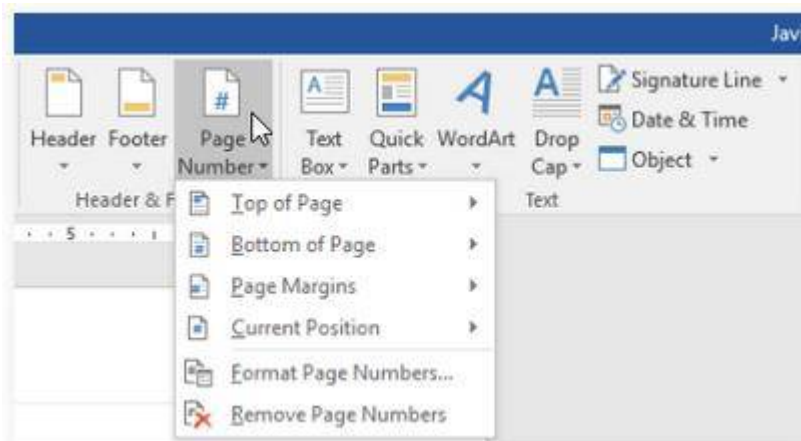 Jav
Header Footer Page Number Text Box Quick Parts WordArt Drop Cap Signature Line
Date & Time
Object
Header & F Text
5
Top of Page
Bottom of Page
Page Margins
Current Position
Format Page Numbers...
Remove Page Numbers